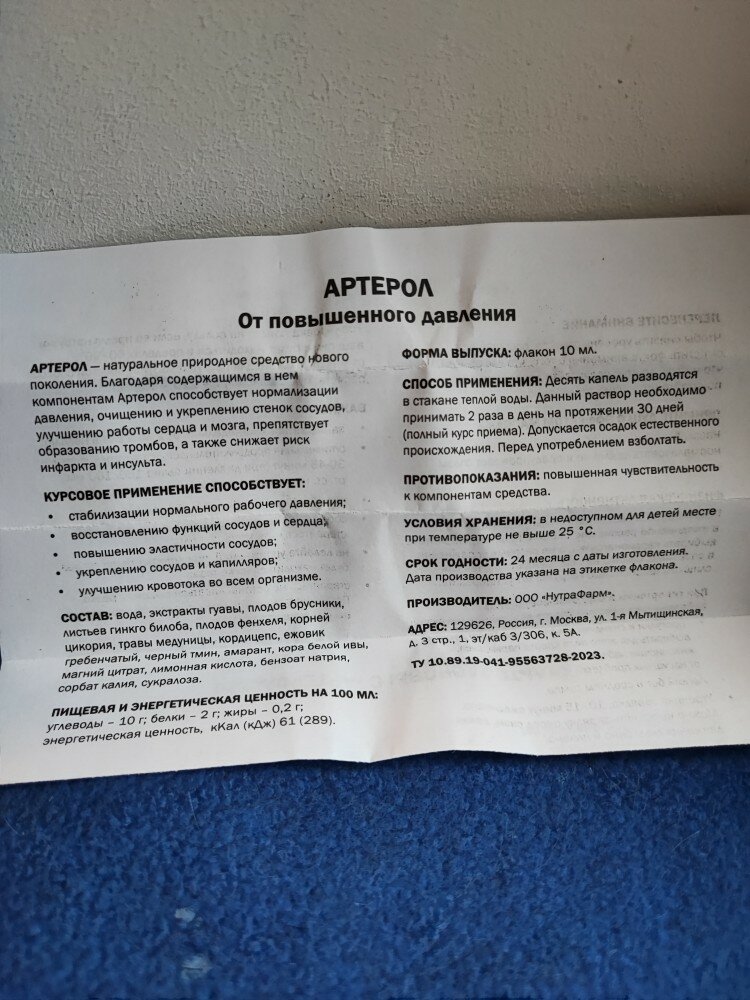 АРТЕРОЛ
От повышенного давления
АРТЕРОЛ — натуральное природное средство нового
поколения. Благодаря содержащимся в нем
компонентам Артерол способствует нормализации
давления, очищению и укреплению стенок сосудов,
улучшению работы сердца и мозга, препятствует
образованию тромбов, а также снижает риск
инфаркта и инсульта.
КУРСОВОЕ ПРИМЕНЕНИЕ СПОСОБСТВУЕТ:
• стабилизации нормального рабочего давления;
• восстановлению функций сосудов и сердца;
• повышению эластичности сосудов;
• укреплению сосудов и капилляров;
• улучшению кровотока во всем организме.
СОСТАВ: вода, экстракты гуавы, плодов брусники,
листьев гинкго билоба, плодов фенхеля, корней
цикория, травы медуницы, кордицепс, ежовик
гребенчатый, черный тмин, амарант, кора белой ивы,
магний цитрат, лимонная кислота, бензоат натрия,
сорбат калия, сукралоза.
ПИЩЕВАЯ И ЭНЕРГЕТИЧЕСКАЯ ЦЕННОСТЬ НА 100 МЛ:
углеводы – 10 г; белки – 2 г; жиры – 0,2 г;
энергетическая ценность, кКал (кДж) 61 (289).
ФОРМА ВЫПУСКА: флакон 10 мл.
СПОСОБ ПРИМЕНЕНИЯ: Десять капель разводятся
в стакане теплой воды. Данный раствор необходимо
принимать 2 раза в день на протяжении 30 дней
(полный курс приема). Допускается осадок естественного
происхождения. Перед употреблением взболтать.
ПРОТИВОПОКАЗАНИЯ: повышенная чувствительность
к компонентам средства.
УСЛОВИЯ ХРАНЕНИЯ: в недоступном для детей месте
при температуре не выше 25 °C.
СРОК ГОДНОСТИ: 24 месяца с даты изготовления.
Дата производства указана на этикетке флакона.
ПРОИЗВОДИТЕЛЬ: ООО «НутраФарм».
АДРЕС: 129626, Россия, г. Москва, ул. 1-я Мытищинская,
д. 3 стр., 1, эт/каб 3/306, к. 5А.
ТУ 10.89.19-041-95563728-2023.